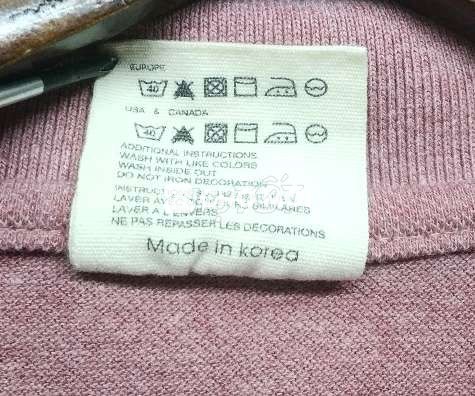 EUROPE
40
USA & CANADA
40
ADDITIONAL INSTRUCTIONS
WASH WITH LIKE COLORS
WASH INSIDE OUT
DO NOT IRON DECORATION
LAVER À L'ENVERS
NE PAS REPASSER LES DECORATIONS
Made in korea